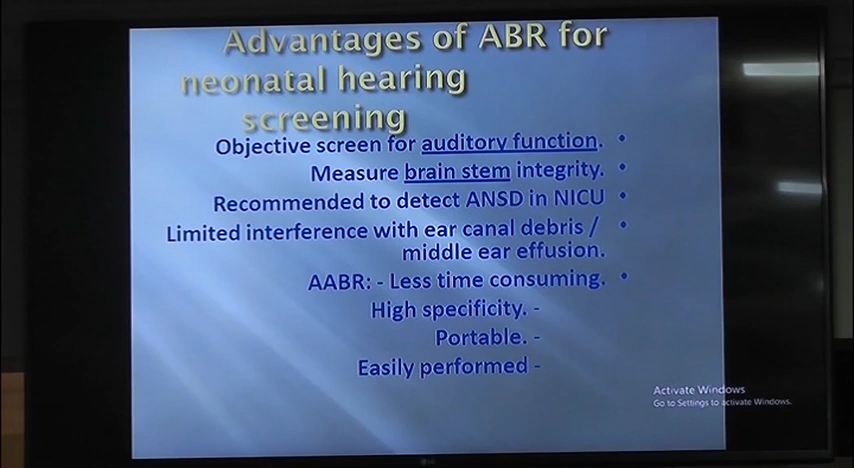 Advantages of ABR for
neonatal hearing
screening
Objective screen for auditory function. •
Measure brain stem integrity. •
Recommended to detect ANSD in NICU •
Limited interference with ear canal debris / •
middle ear effusion.
AABR: - Less time consuming. •
High specificity. -
Portable. -
Easily performed -
Activate Windows
Go to Settings to activate Windows.
LG